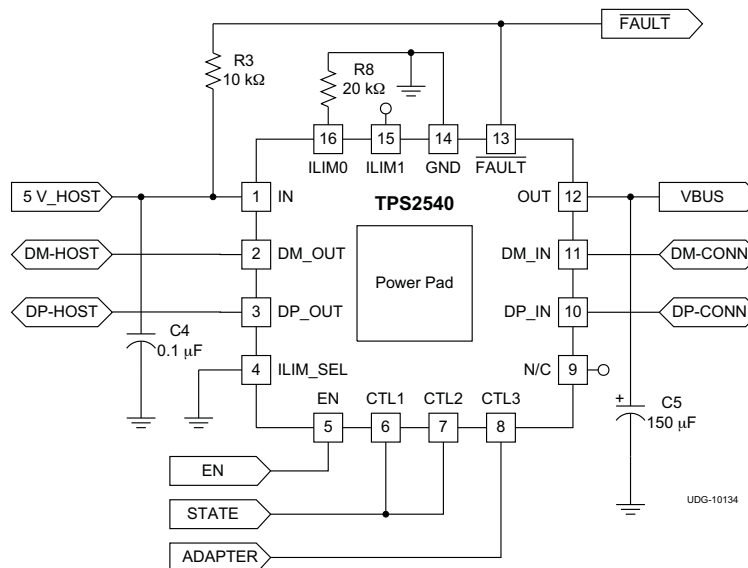 FAULT
R3
10 kΩ
R8
20 kΩ
16
15
14
13
ILIM0
ILIM1
GND
FAULT
5 V_HOST
1
IN
TPS2540
OUT
12
VBUS
DM-HOST
2
DM_OUT
DM_IN
11
DM-CONN
Power Pad
DP-HOST
3
DP_OUT
DP_IN
10
DP-CONN
C4
0.1 μF
4
ILIM_SEL
N/C
9
EN
CTL1
CTL2
CTL3
+
C5
150 μF
5
6
7
8
EN
UDG-10134
STATE
ADAPTER